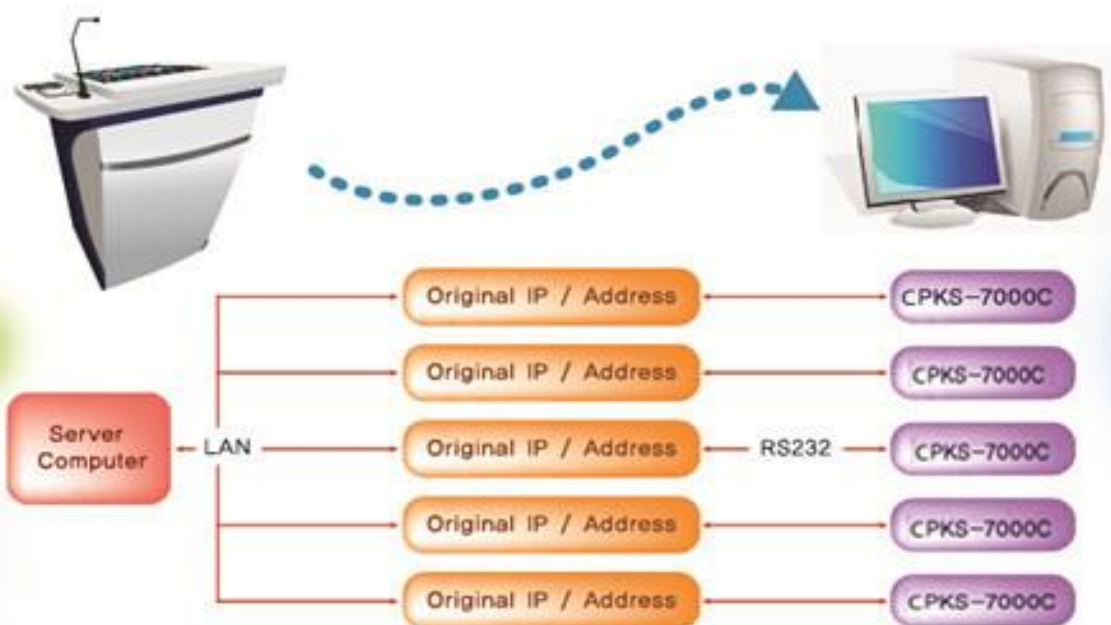 Original IP / Address
CPKS-7000C
Original IP / Address
CPKS-7000C
Server
Computer
LAN
Original IP / Address
RS232
CPKS-7000C
Original IP / Address
CPKS-7000C
Original IP / Address
CPKS-7000C